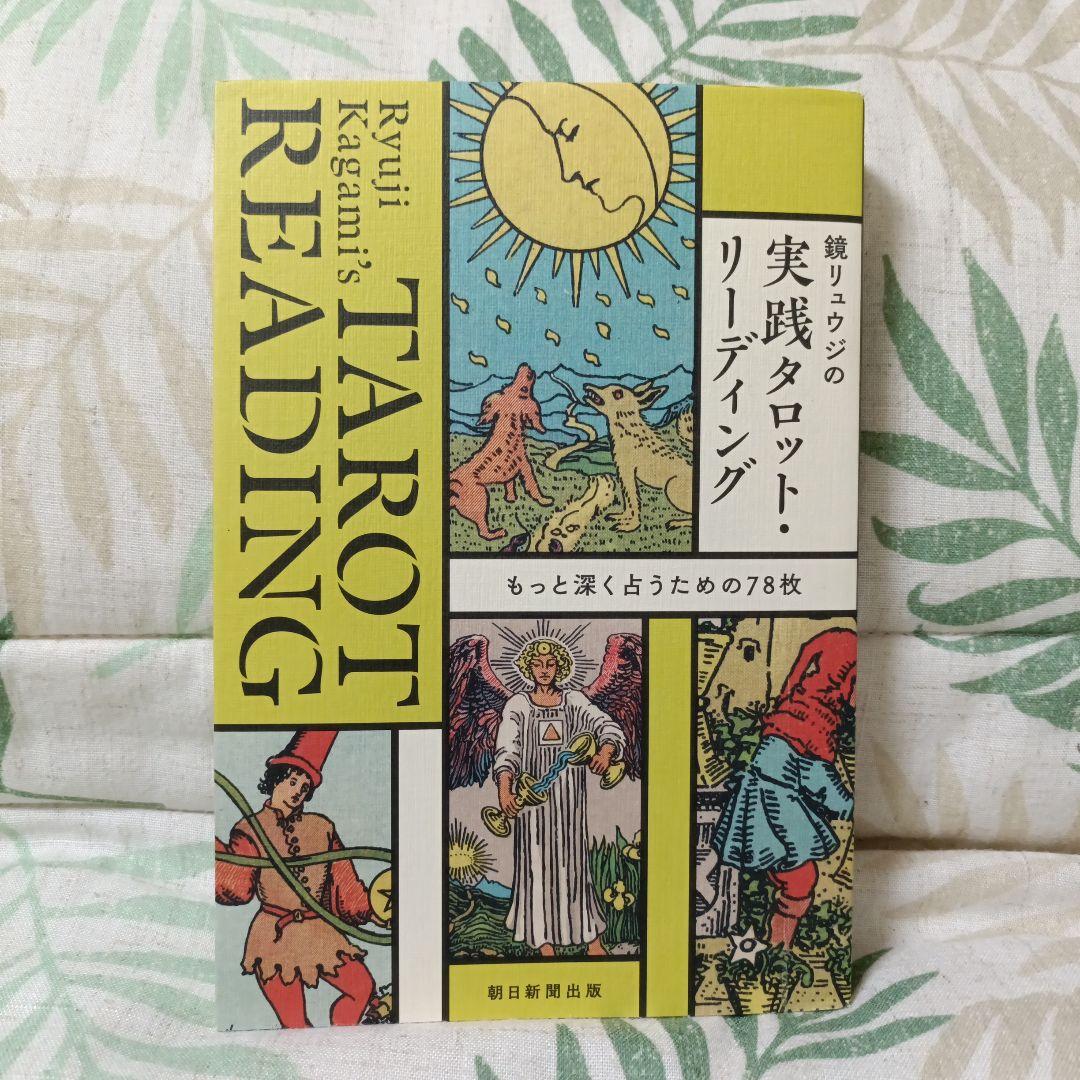 Ryuji
Kagami's
TAROT
READING
鏡リュウジの
実践タロット・
リーディング
もっと深く占うための78枚
朝日新聞出版